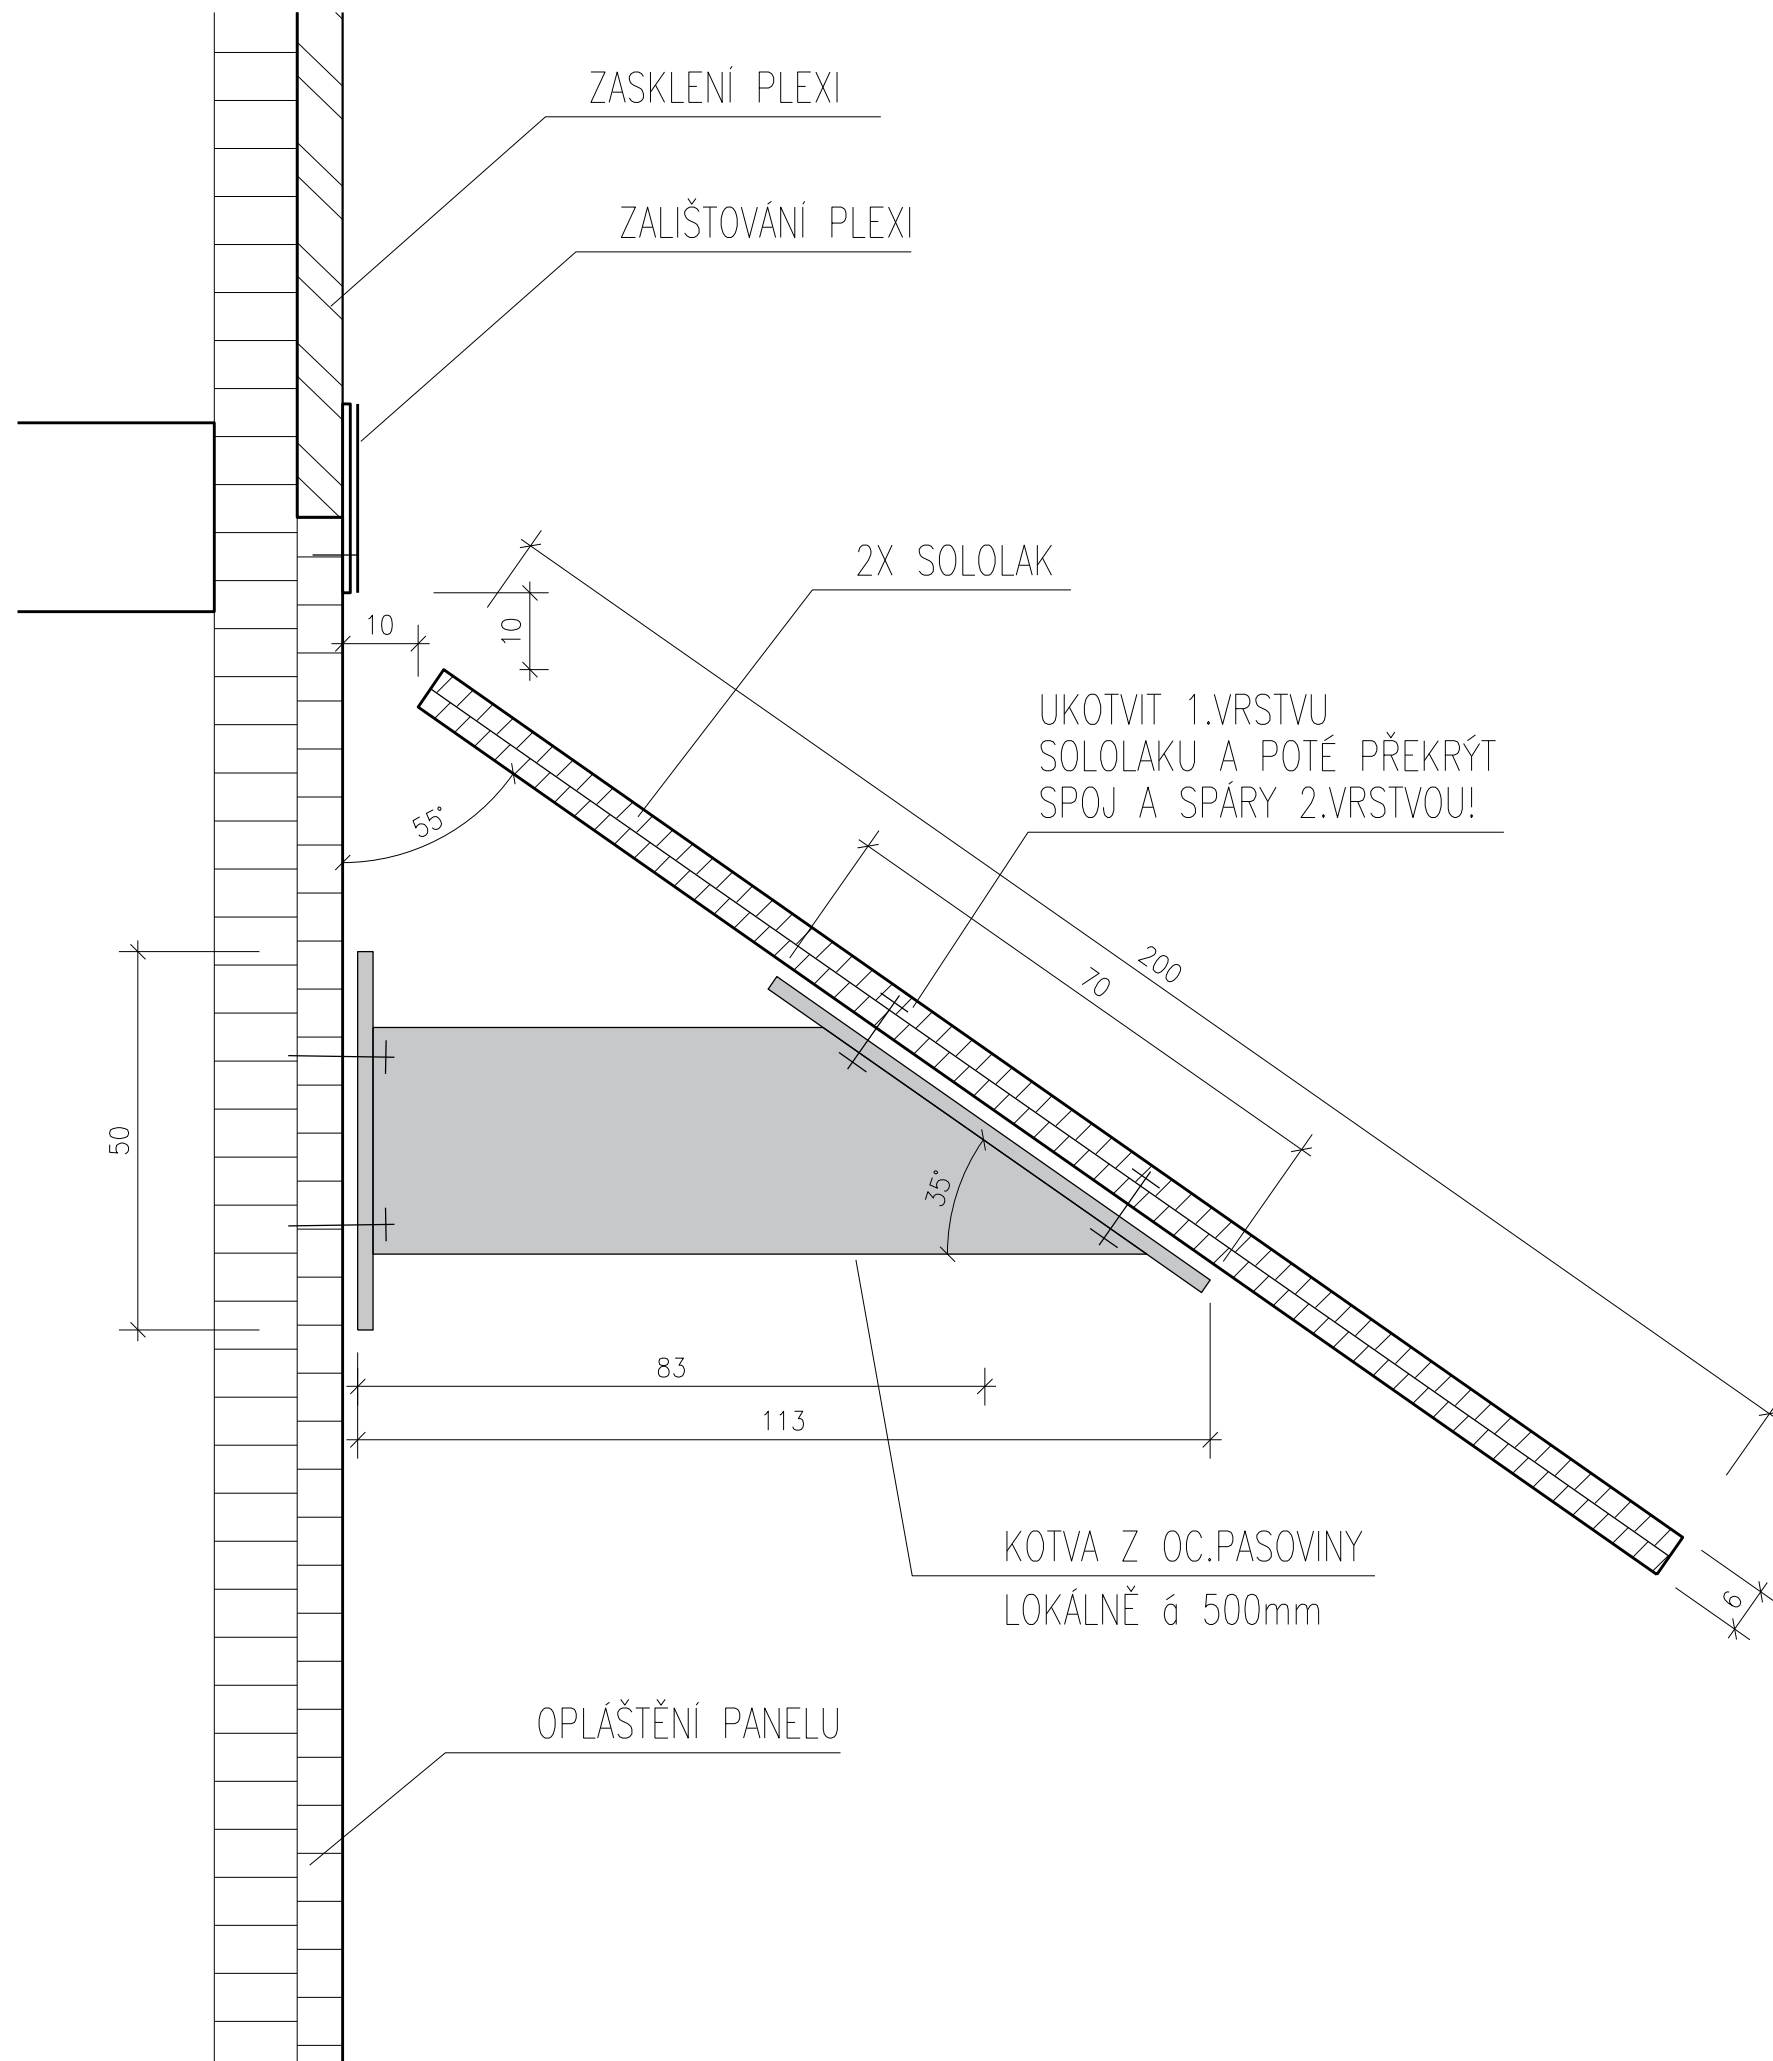 ZASKLENÍ PLEXI
ZALIŠTOVÁNÍ PLEXI
2X SOLOLAK
10
10
UKOTVIT 1.VRSTVU
SOLOLAKU A POTÉ PŘEKRÝT
SPOJ A SPÁRY 2.VRSTVOU!
55°
200
70
50
35°
83
113
KOTVA Z OC.PASOVINY
LOKÁLNĚ á 500mm
6
OPLÁŠTĚNÍ PANELU